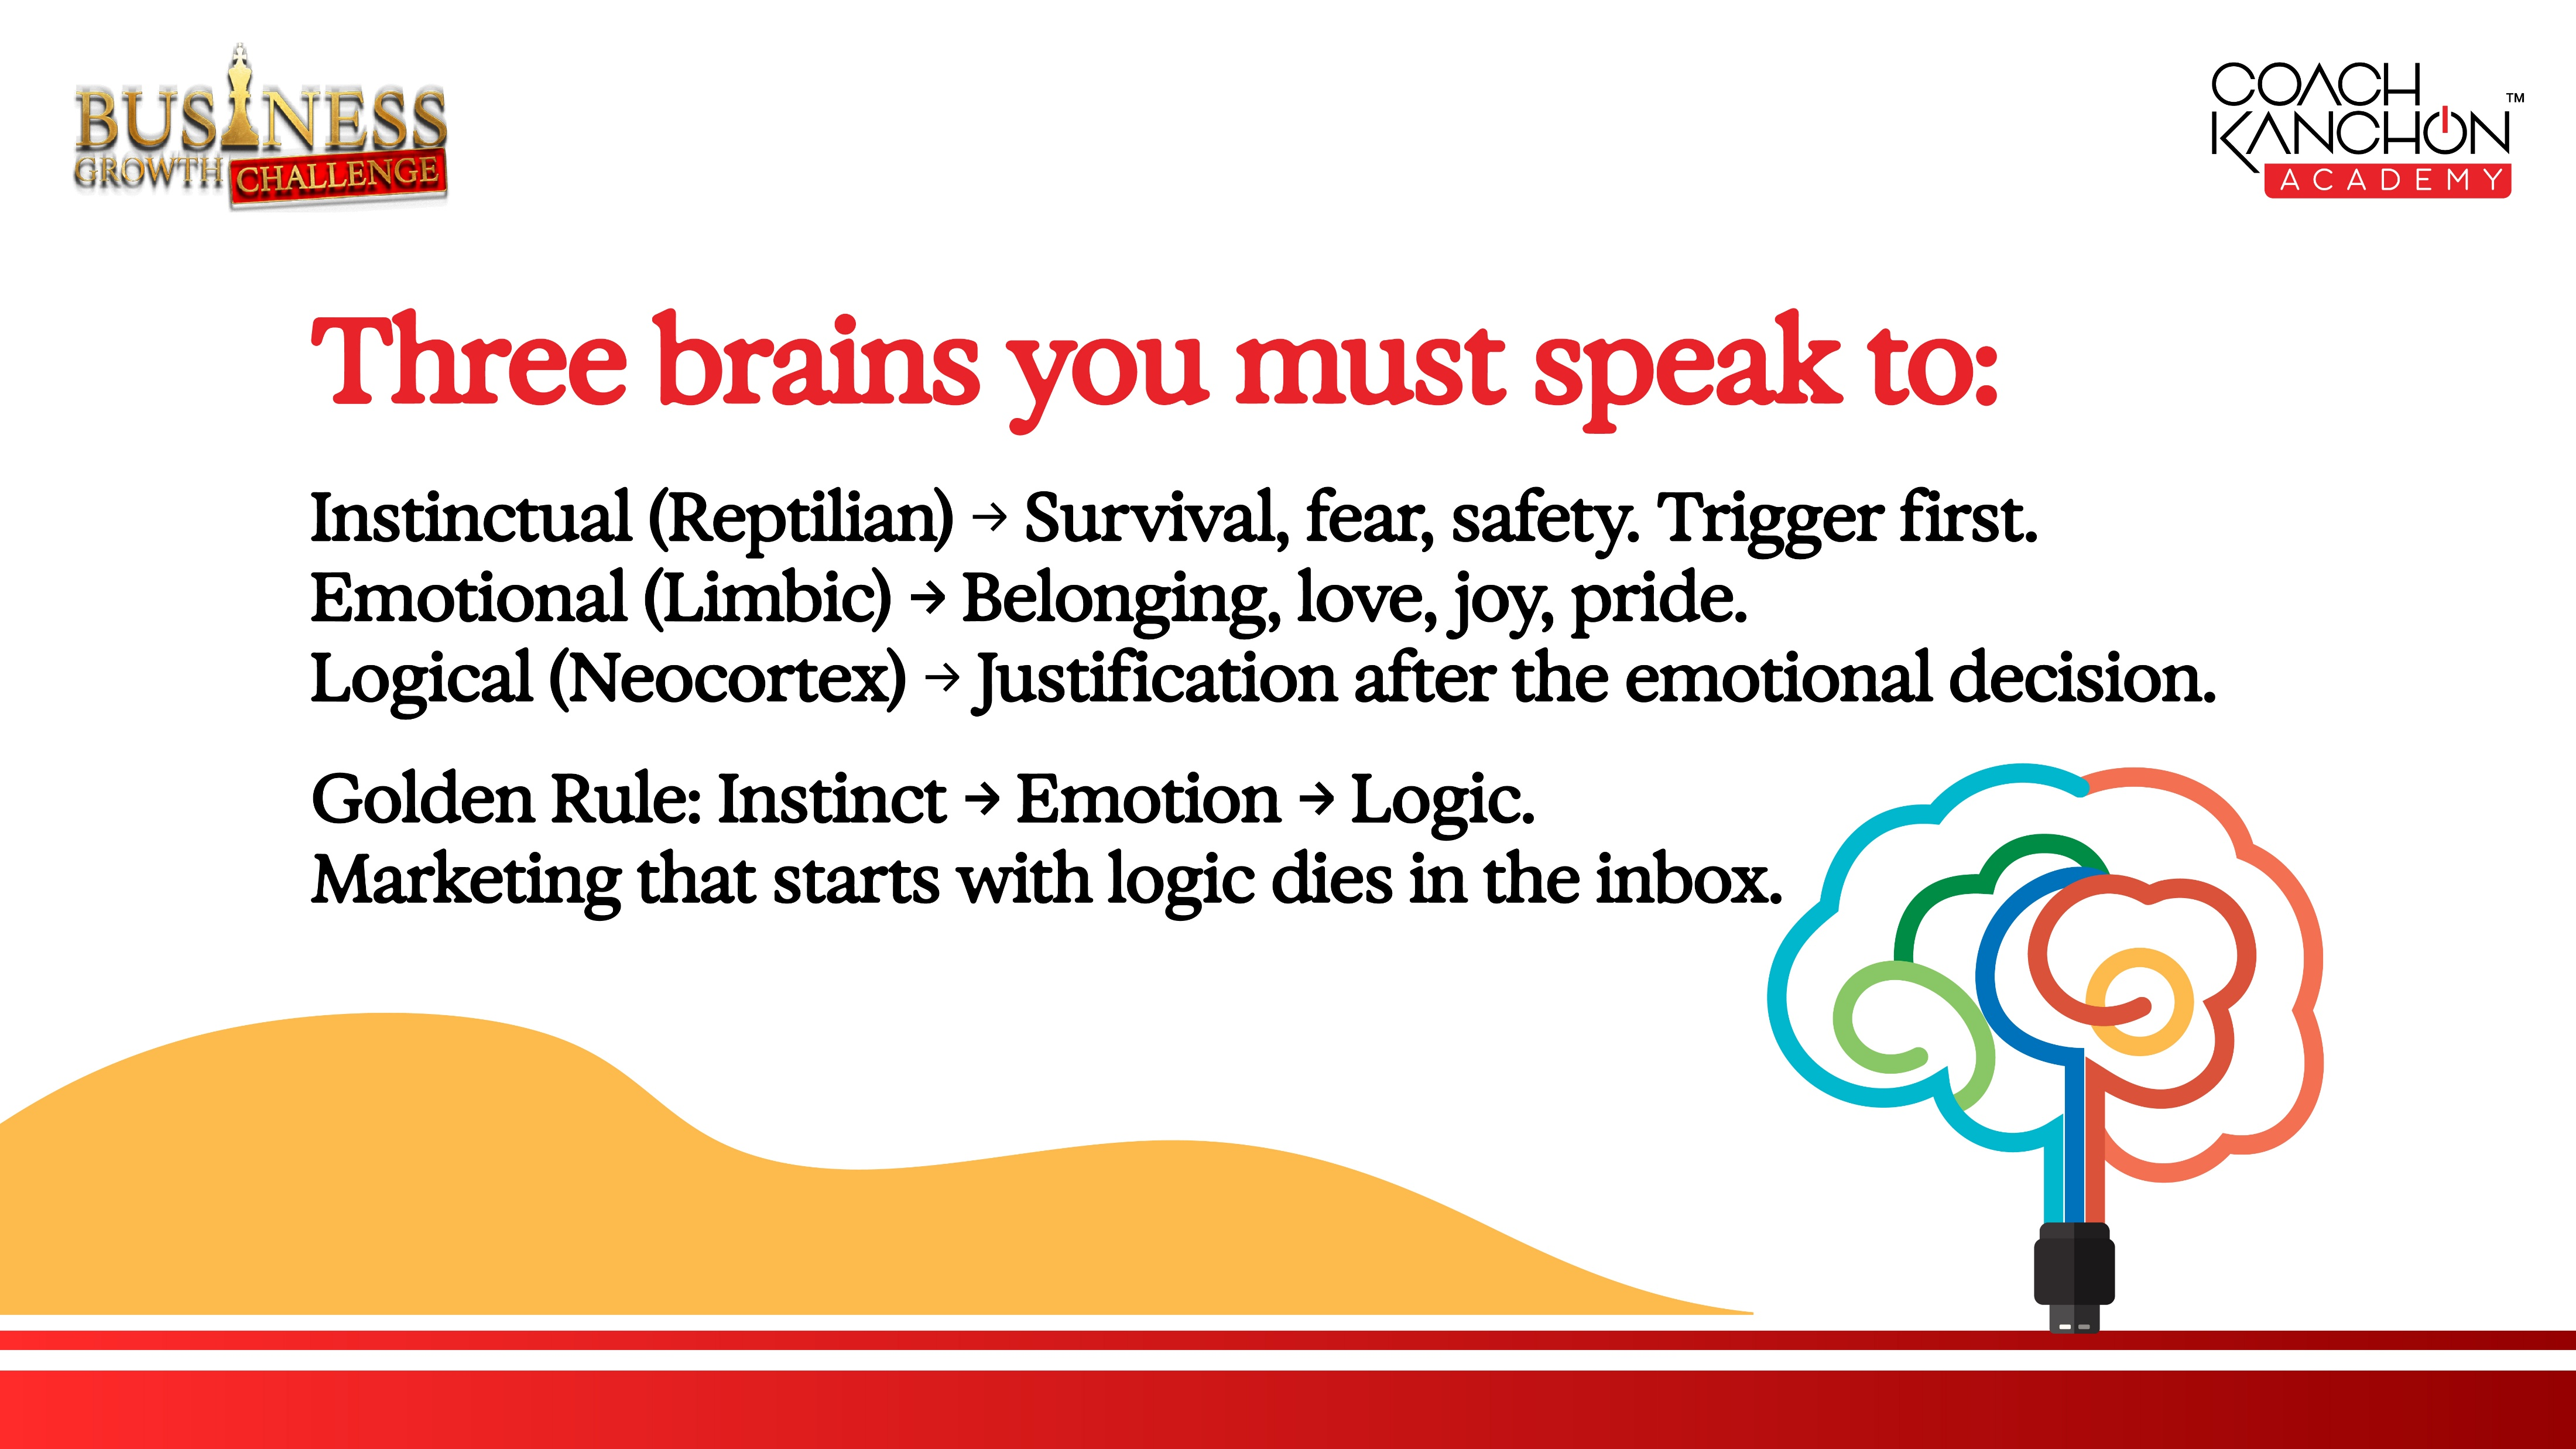 BUSINESS
GROWTH CHALLENGE
COACH
KANCHON™
ACADEMY
Three brains you must speak to:
Instinctual (Reptilian) → Survival, fear, safety. Trigger first.
Emotional (Limbic) → Belonging, love, joy, pride.
Logical (Neocortex) → Justification after the emotional decision.
Golden Rule: Instinct → Emotion → Logic.
Marketing that starts with logic dies in the inbox.